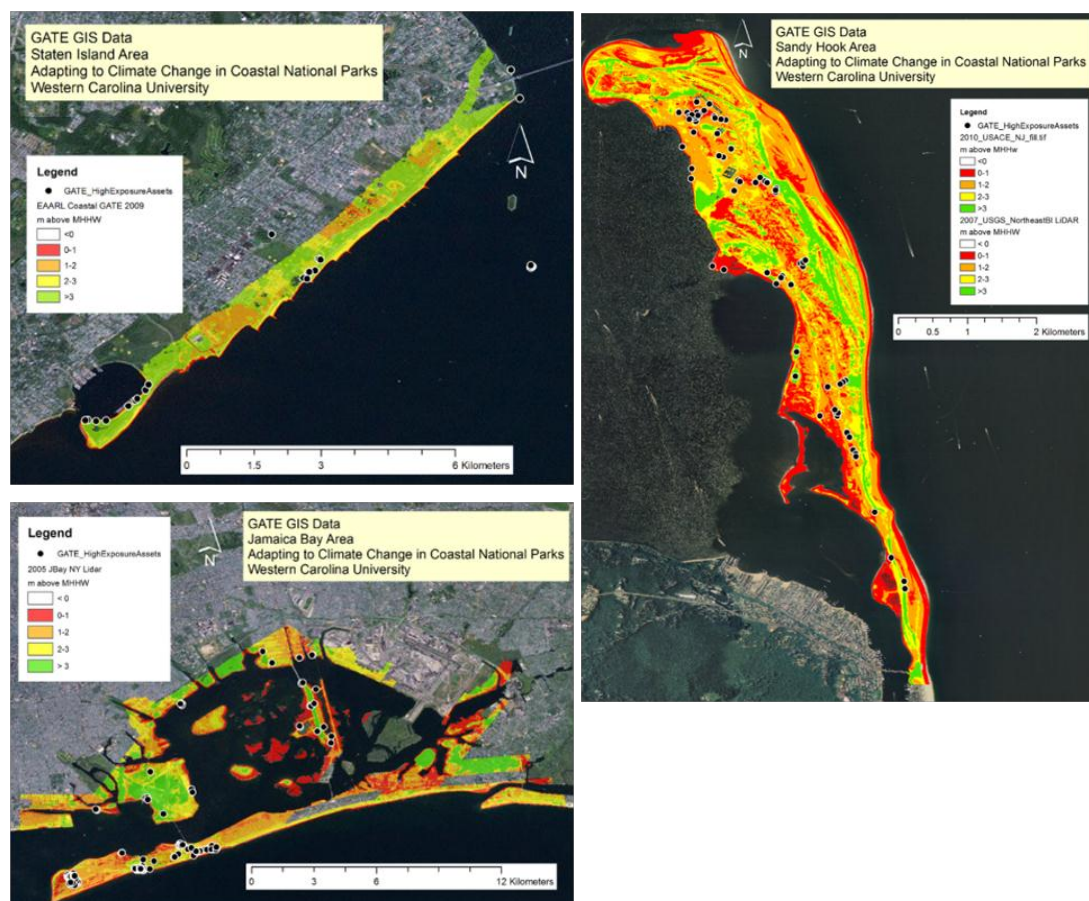 GATE GIS Data
Staten Island Area
Adapting to Climate Change in Coastal National Parks
Western Carolina University
N
Legend
GATE_HighExposureAssets
EAARL Coastal GATE 2009
m above MHHW
<0
0-1
1-2
2-3
>3
0 1.5 3 6 Kilometers
GATE GIS Data
Jamaica Bay Area
Adapting to Climate Change in Coastal National Parks
Western Carolina University
N
Legend
GATE_HighExposureAssets
2005 JBay NY Lidar
m above MHHW
< 0
0-1
1-2
2-3
> 3
0 3 6 12 Kilometers
GATE GIS Data
Sandy Hook Area
Adapting to Climate Change in Coastal National Parks
Western Carolina University
N
Legend
GATE_HighExposureAssets
2010_USACE_NJ_fill.tif
m above MHHw
<0
0-1
1-2
2-3
>3
2007_USGS_NortheastBI LiDAR
m above MHHW
< 0
0-1
1-2
2-3
>3
0 0.5 1 2
Kilometers